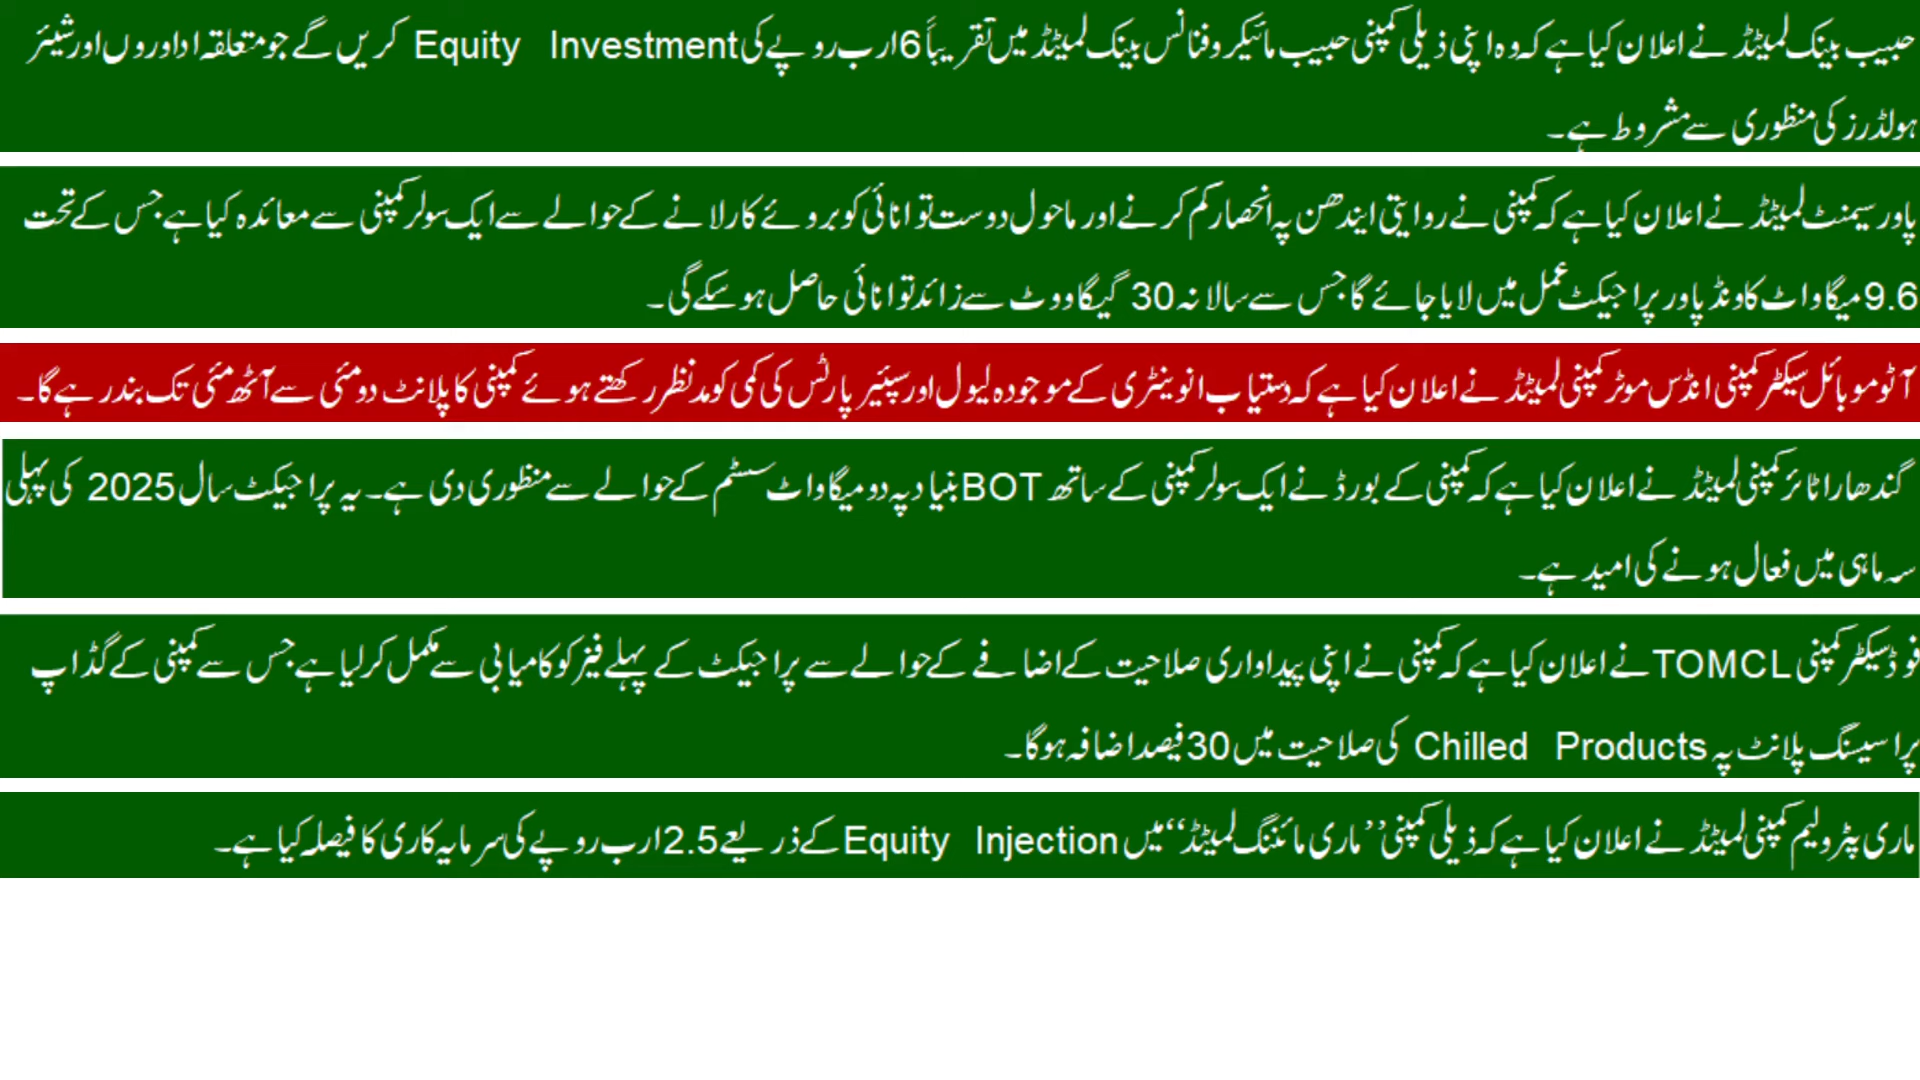 حبیب بینک لمیٹڈ نے اعلان کیا ہے کہ وہ اپنی ذیلی کمپنی حبیب مائیکروفنانس بینک لمیٹڈ میں تقریباً 6 ارب روپے کی Equity Investment کریں گے جو متعلقہ اداوروں اور شیئر
ہولڈرز کی منظوری سے مشروط ہے۔
پاور سیمنٹ لمیٹڈ نے اعلان کیا ہے کہ کمپنی نے روایتی ایندھن پہ انحصار کم کرنے اور ماحول دوست توانائی کو بروئے کار لانے کے حوالے سے ایک سولر کمپنی سے معائدہ کیا ہے جس کے تحت
9.6 میگا واٹ کا ونڈ پاور پراجیکٹ عمل میں لایا جائے گا جس سے سالانہ 30 گیگا ووٹ سے زائد توانائی حاصل ہو سکے گی۔
آٹو موبائل سیکٹر کمپنی انڈس موٹر کمپنی لمیٹڈ نے اعلان کیا ہے کہ دستیاب انوینٹری کے موجودہ لیول اور سپئیر پارٹس کی کمی کو مدنظر رکھتے ہوئے کمپنی کا پلانٹ دو مئی سے آٹھ مئی تک بند رہے گا۔
گندھارا ٹائر کمپنی لمیٹڈ نے اعلان کیا ہے کہ کمپنی کے بورڈ نے ایک سولر کمپنی کے ساتھ BOT بنیاد پہ دو میگا واٹ سسٹم کے حوالے سے منظوری دی ہے۔ یہ پراجیکٹ سال 2025 کی پہلی
سہ ماہی میں فعال ہونے کی امید ہے۔
فوڈ سیکٹر کمپنی TOMCL نے اعلان کیا ہے کہ کمپنی نے اپنی پیداواری صلاحیت کے اضافے کے حوالے سے پراجیکٹ کے پہلے فیز کو کامیابی سے مکمل کرلیا ہے جس سے کمپنی کے گڈاپ
پراسیسنگ پلانٹ پہ Chilled Products کی صلاحیت میں 30 فیصد اضافہ ہوگا۔
ماری پٹرولیم کمپنی لمیٹڈ نے اعلان کیا ہے کہ ذیلی کمپنی ’’ماری مائننگ لمیٹڈ‘‘ میں Equity Injection کے ذریعے 2.5 ارب روپے کی سرمایہ کاری کا فیصلہ کیا ہے۔